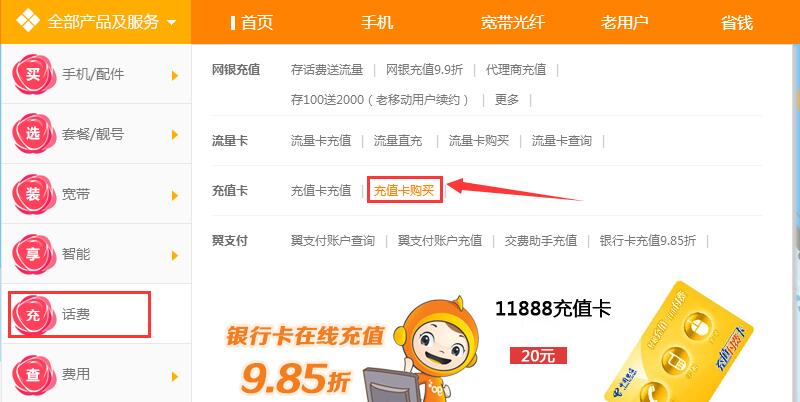 全部产品及服务 首页 手机 宽带光纤 老用户 省钱
买 手机/配件
选 套餐/靓号
装 宽带
享 智能
充 话费
查 费用
网银充值 存话费送流量 | 网银充值9.9折 | 代理商充值 |
存100送2000（老移动用户续约） | 更多 |
流量卡 流量卡充值 | 流量直充 | 流量卡购买 | 流量卡查询 |
充值卡 充值卡充值 | 充值卡购买 |
翼支付 翼支付账户查询 | 翼支付账户充值 | 交费助手充值 | 银行卡充值9.85折 |
银行卡在线充值
9.85折
11888充值卡
20元
中国电信
充值付费卡